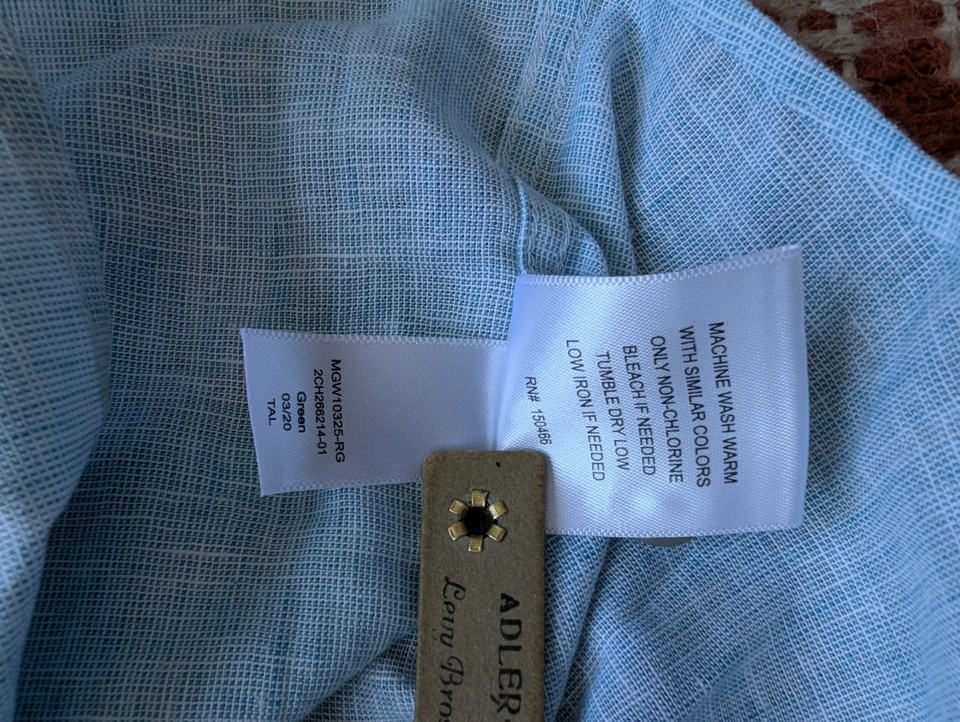 MACHINE WASH WARM
WITH SIMILAR COLORS
ONLY NON-CHLORINE
BLEACH IF NEEDED
TUMBLE DRY LOW
LOW IRON IF NEEDED
RN# 150466
MGW10325-RG
2CH266214-01
Green
03/20
TAL
ADLER
Levy Bros